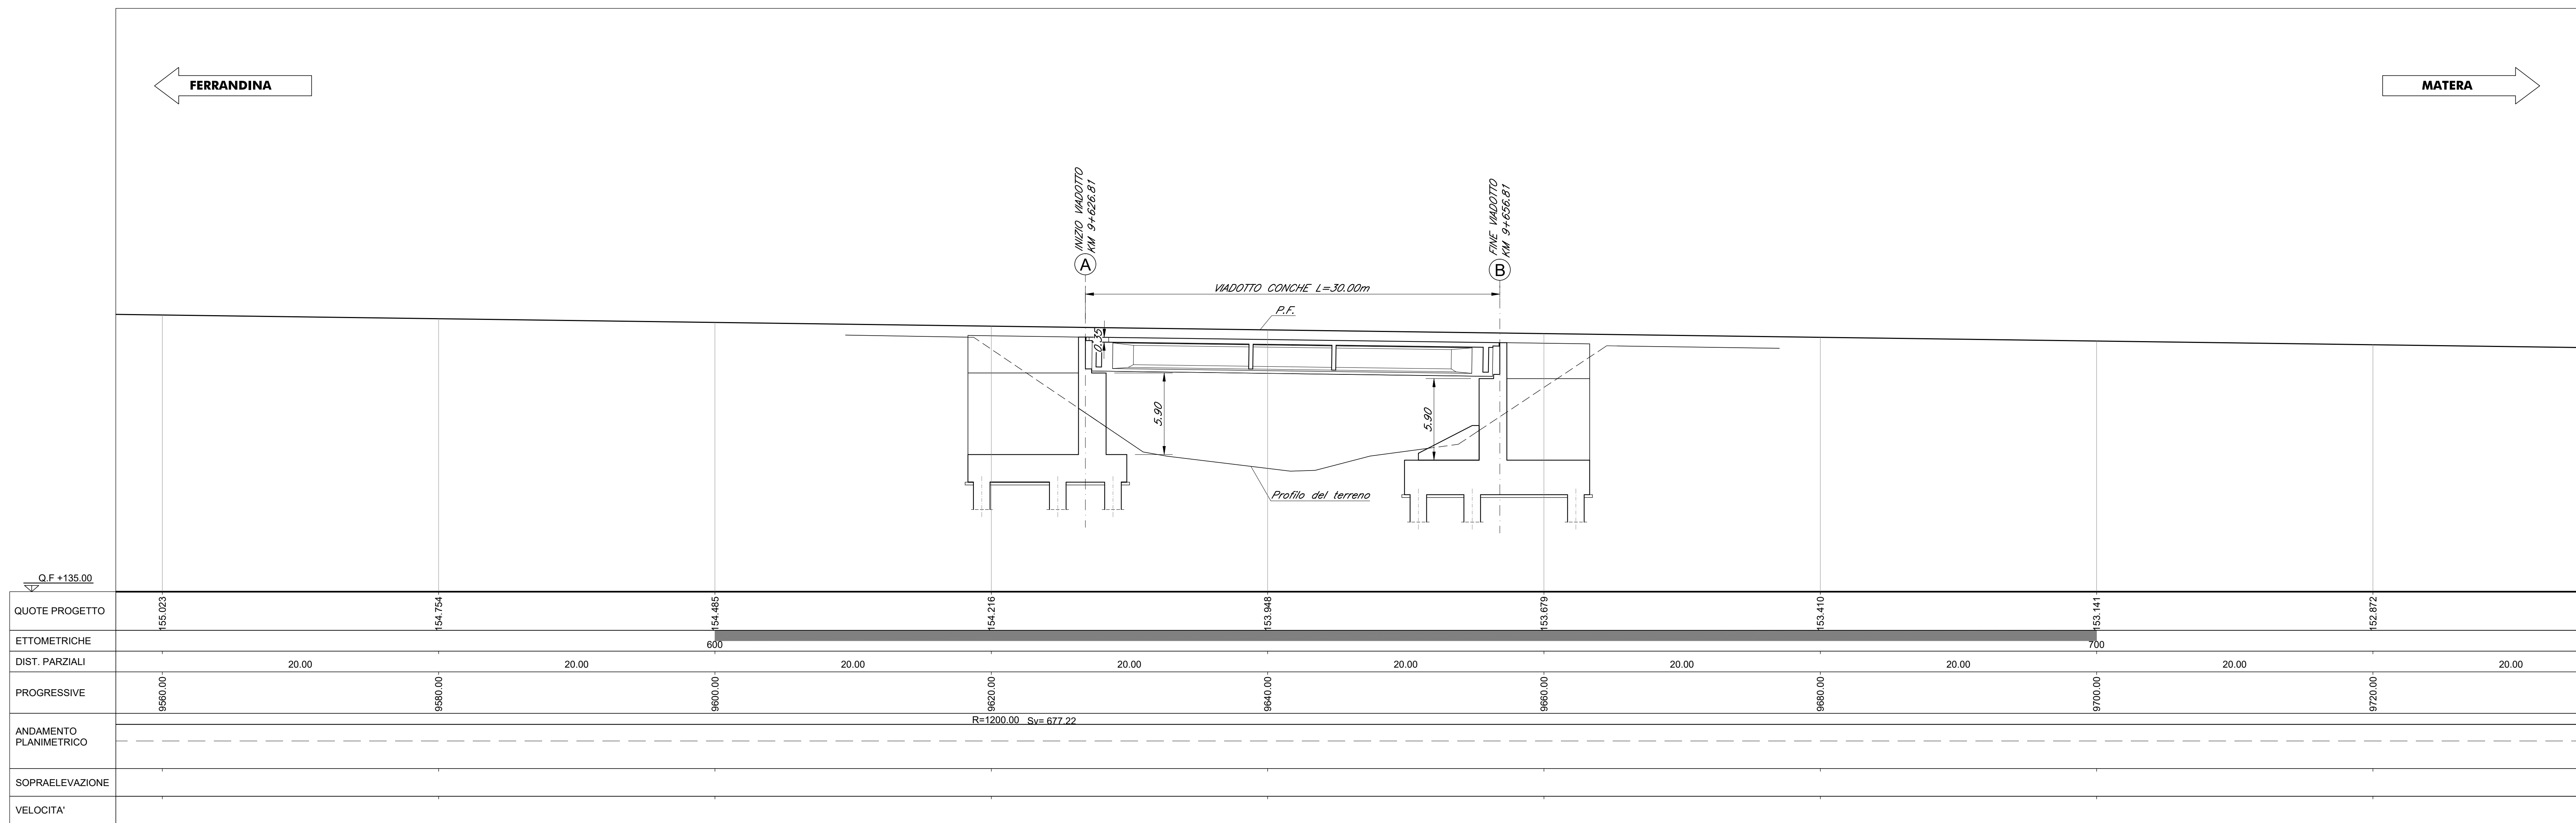 FERRANDINA
MATERA
INIZIO VIADOTTO
KM 9+626.81
A
FINE VIADOTTO
KM 9+656.81
B
VIADOTTO CONCHE L=30.00m
P.F.
0.35
5.90
5.90
Profilo del terreno
Q.F +135.00
QUOTE PROGETTO
155.023 154.754 154.485 154.216 153.948 153.679 153.410 153.141 152.872
ETTOMETRICHE
600 700
DIST. PARZIALI
20.00 20.00 20.00 20.00 20.00 20.00 20.00 20.00 20.00
PROGRESSIVE
9560.00 9580.00 9600.00 9620.00 9640.00 9660.00 9680.00 9700.00 9720.00
R=1200.00 Sv= 677.22
ANDAMENTO
PLANIMETRICO
SOPRAELEVAZIONE
VELOCITA'